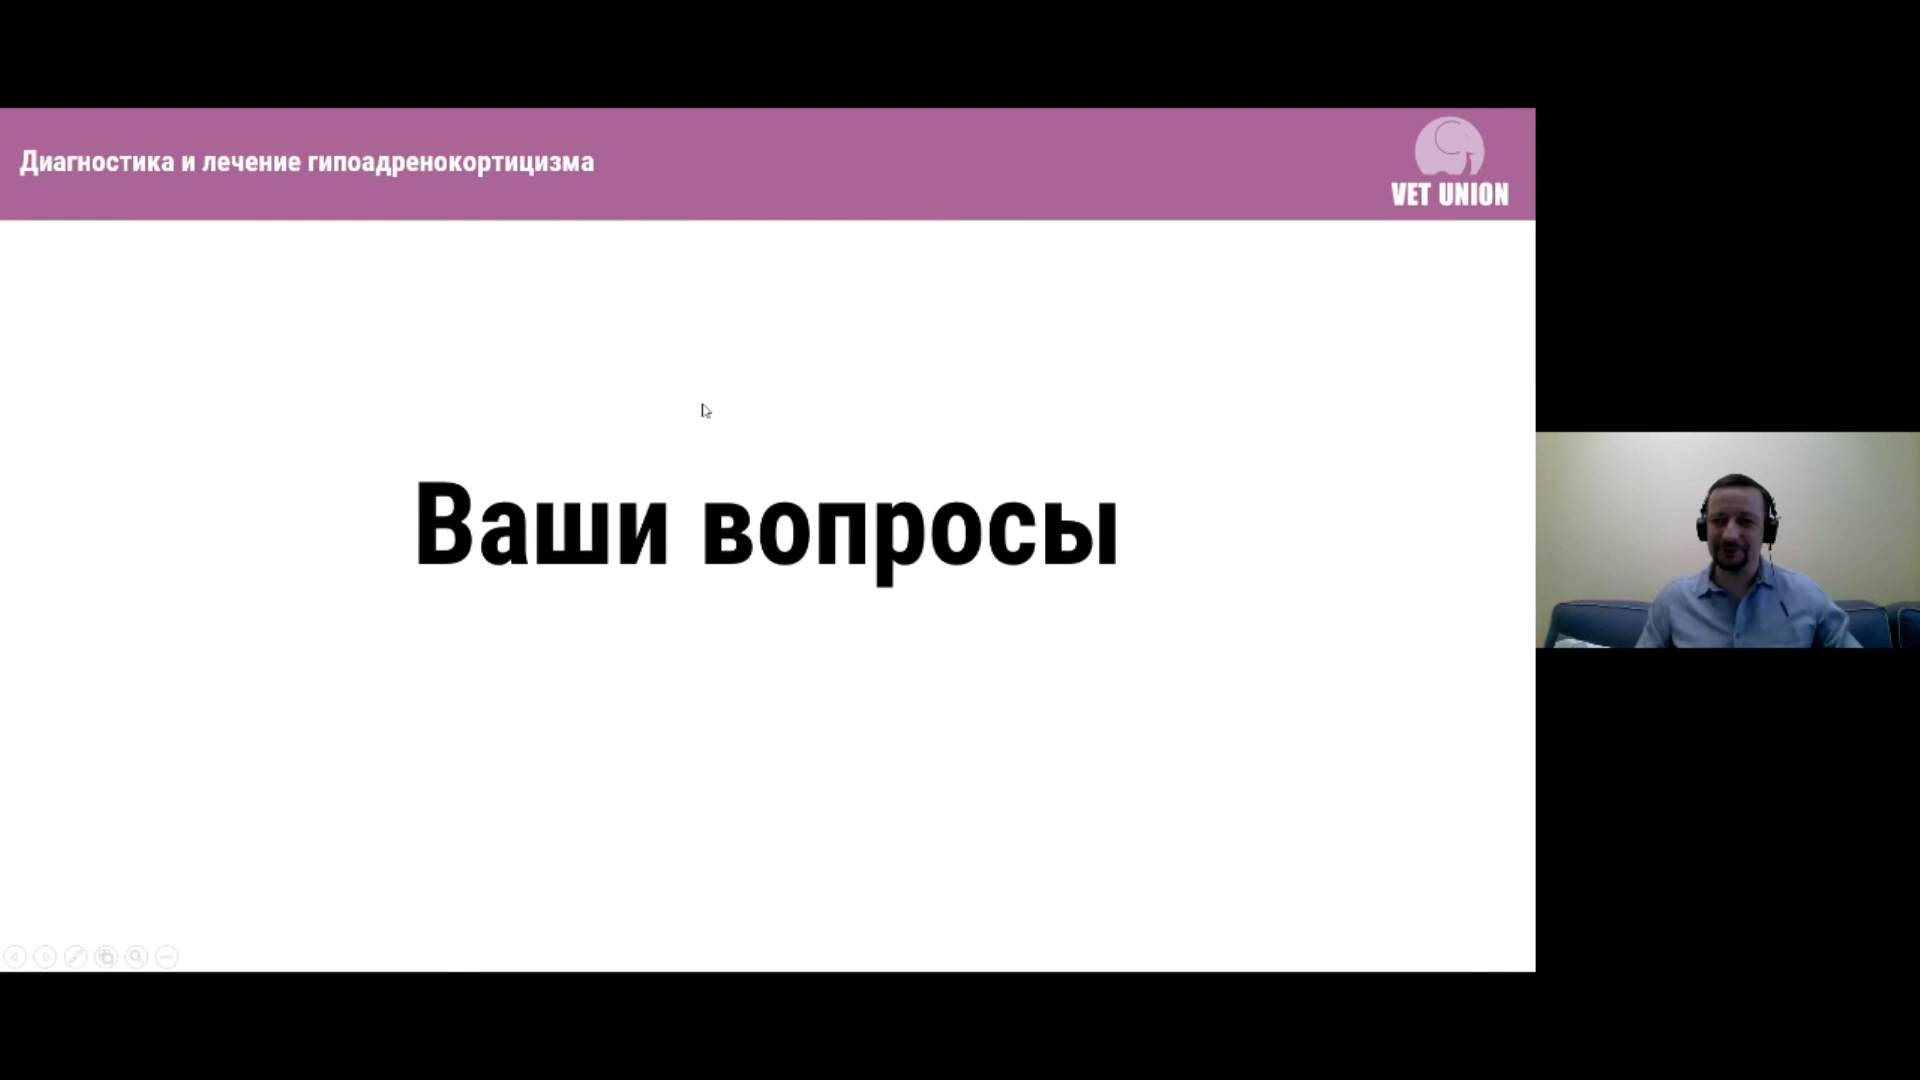 Диагностика и лечение гипоадренокортицизма
VET UNION
Ваши вопросы